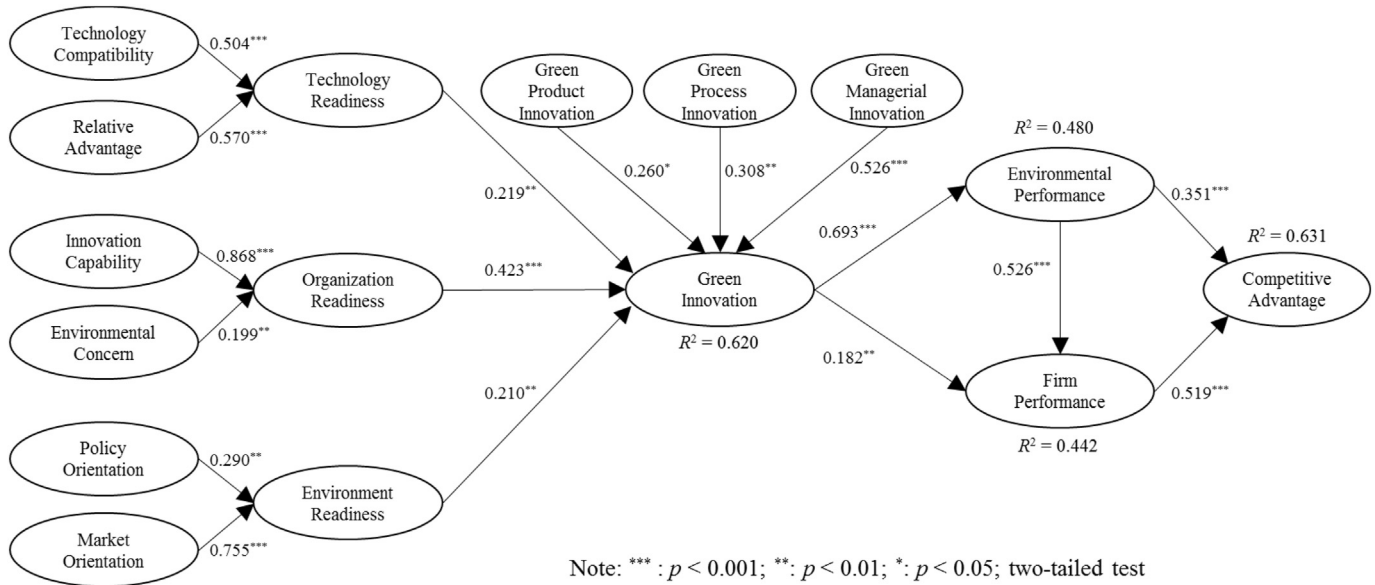 Technology
Compatibility
0.504***
Relative
Advantage
0.570***
Technology
Readiness
Green
Product
Innovation
Green
Process
Innovation
Green
Managerial
Innovation
0.260*
0.308**
0.526***
0.219**
Innovation
Capability
0.868***
Environmental
Concern
0.199**
Organization
Readiness
0.423***
Green
Innovation
R² = 0.620
Policy
Orientation
0.290**
Market
Orientation
0.755***
Environment
Readiness
0.210**
0.693***
0.182**
R² = 0.480
Environmental
Performance
0.351***
0.526***
Firm
Performance
R² = 0.442
0.519***
R² = 0.631
Competitive
Advantage
Note: *** : p < 0.001; **: p < 0.01; *: p < 0.05; two-tailed test